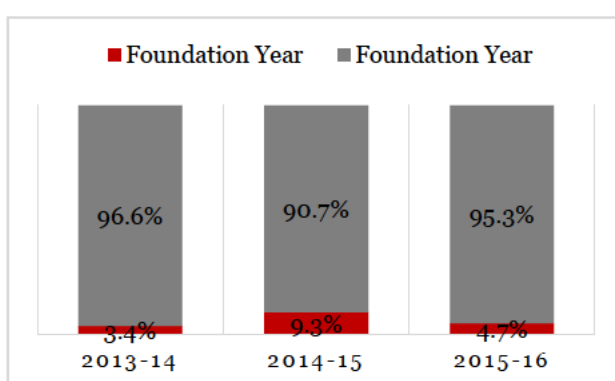 Foundation Year Foundation Year
96.6% 90.7% 95.3%
3.4% 9.3% 4.7%
2013-14 2014-15 2015-16